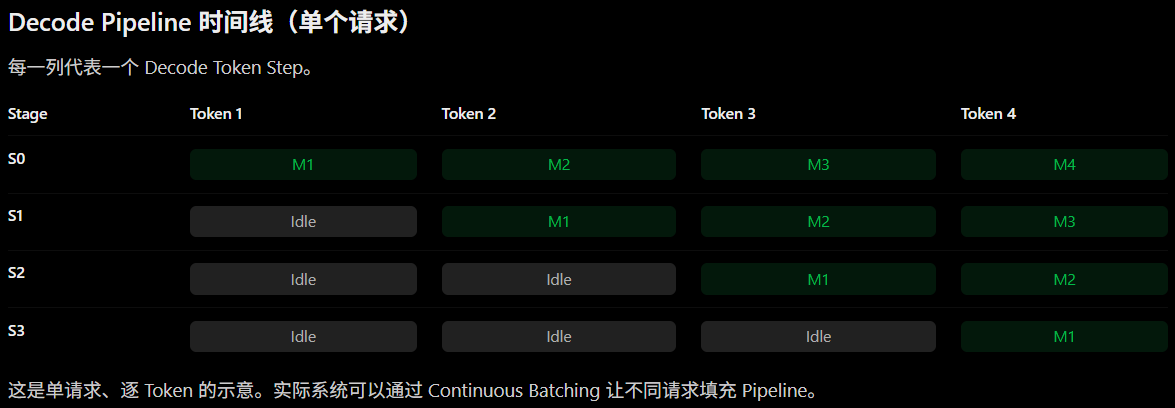 Decode Pipeline 时间线（单个请求）
每一列代表一个 Decode Token Step。
Stage Token 1 Token 2 Token 3 Token 4
S0 M1 M2 M3 M4
S1 Idle M1 M2 M3
S2 Idle Idle M1 M2
S3 Idle Idle Idle M1
这是单请求、逐 Token 的示意。实际系统可以通过 Continuous Batching 让不同请求填充 Pipeline。